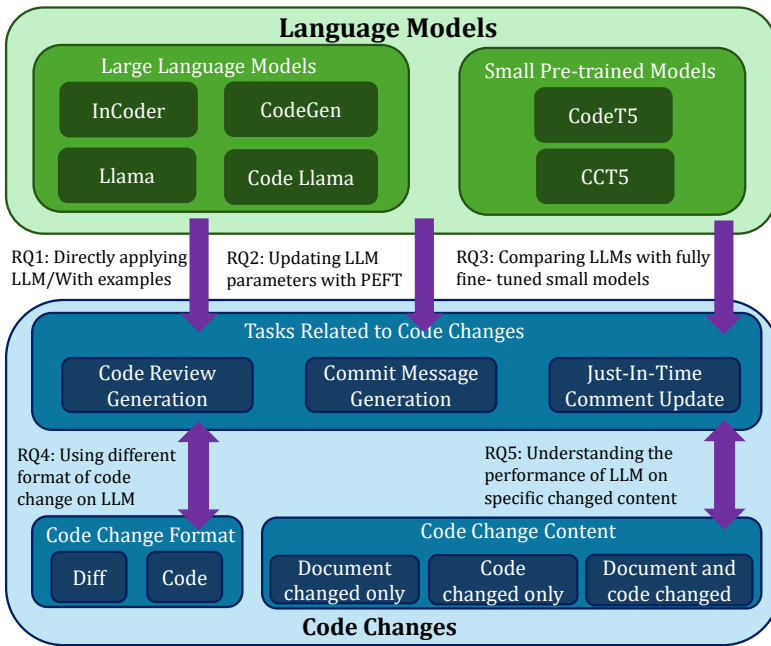 Language Models
Large Language Models
InCoder
CodeGen
Llama
Code Llama
Small Pre-trained Models
CodeT5
CCT5
RQ1: Directly applying
LLM/With examples
RQ2: Updating LLM
parameters with PEFT
RQ3: Comparing LLMs with fully
fine- tuned small models
Tasks Related to Code Changes
Code Review
Generation
Commit Message
Generation
Just-In-Time
Comment Update
RQ4: Using different
format of code
change on LLM
RQ5: Understanding the
performance of LLM on
specific changed content
Code Change Format
Diff
Code
Code Change Content
Document
changed only
Code
changed only
Document and
code changed
Code Changes